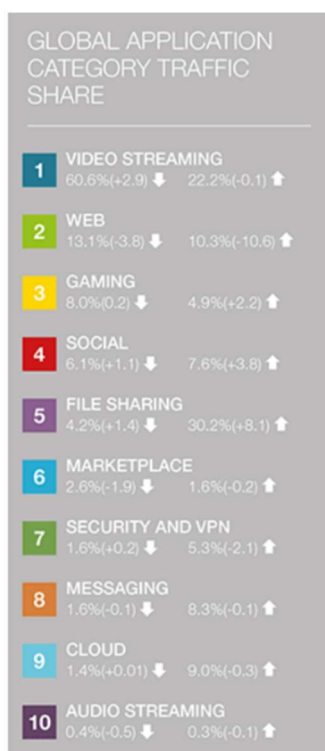 GLOBAL APPLICATION
CATEGORY TRAFFIC
SHARE
1 VIDEO STREAMING
60.6%(+2.9) 22.2%(-0.1)
2 WEB
13.1%(-3.8) 10.3%(-10.6)
3 GAMING
8.0%(0.2) 4.9%(+2.2)
4 SOCIAL
6.1%(+1.1) 7.6%(+3.8)
5 FILE SHARING
4.2%(+1.4) 30.2%(+8.1)
6 MARKETPLACE
2.6%(-1.9) 1.6%(-0.2)
7 SECURITY AND VPN
1.6%(+0.2) 5.3%(-2.1)
8 MESSAGING
1.6%(-0.1) 8.3%(-0.1)
9 CLOUD
1.4%(+0.01) 9.0%(-0.3)
10 AUDIO STREAMING
0.4%(-0.5) 0.3%(-0.1)